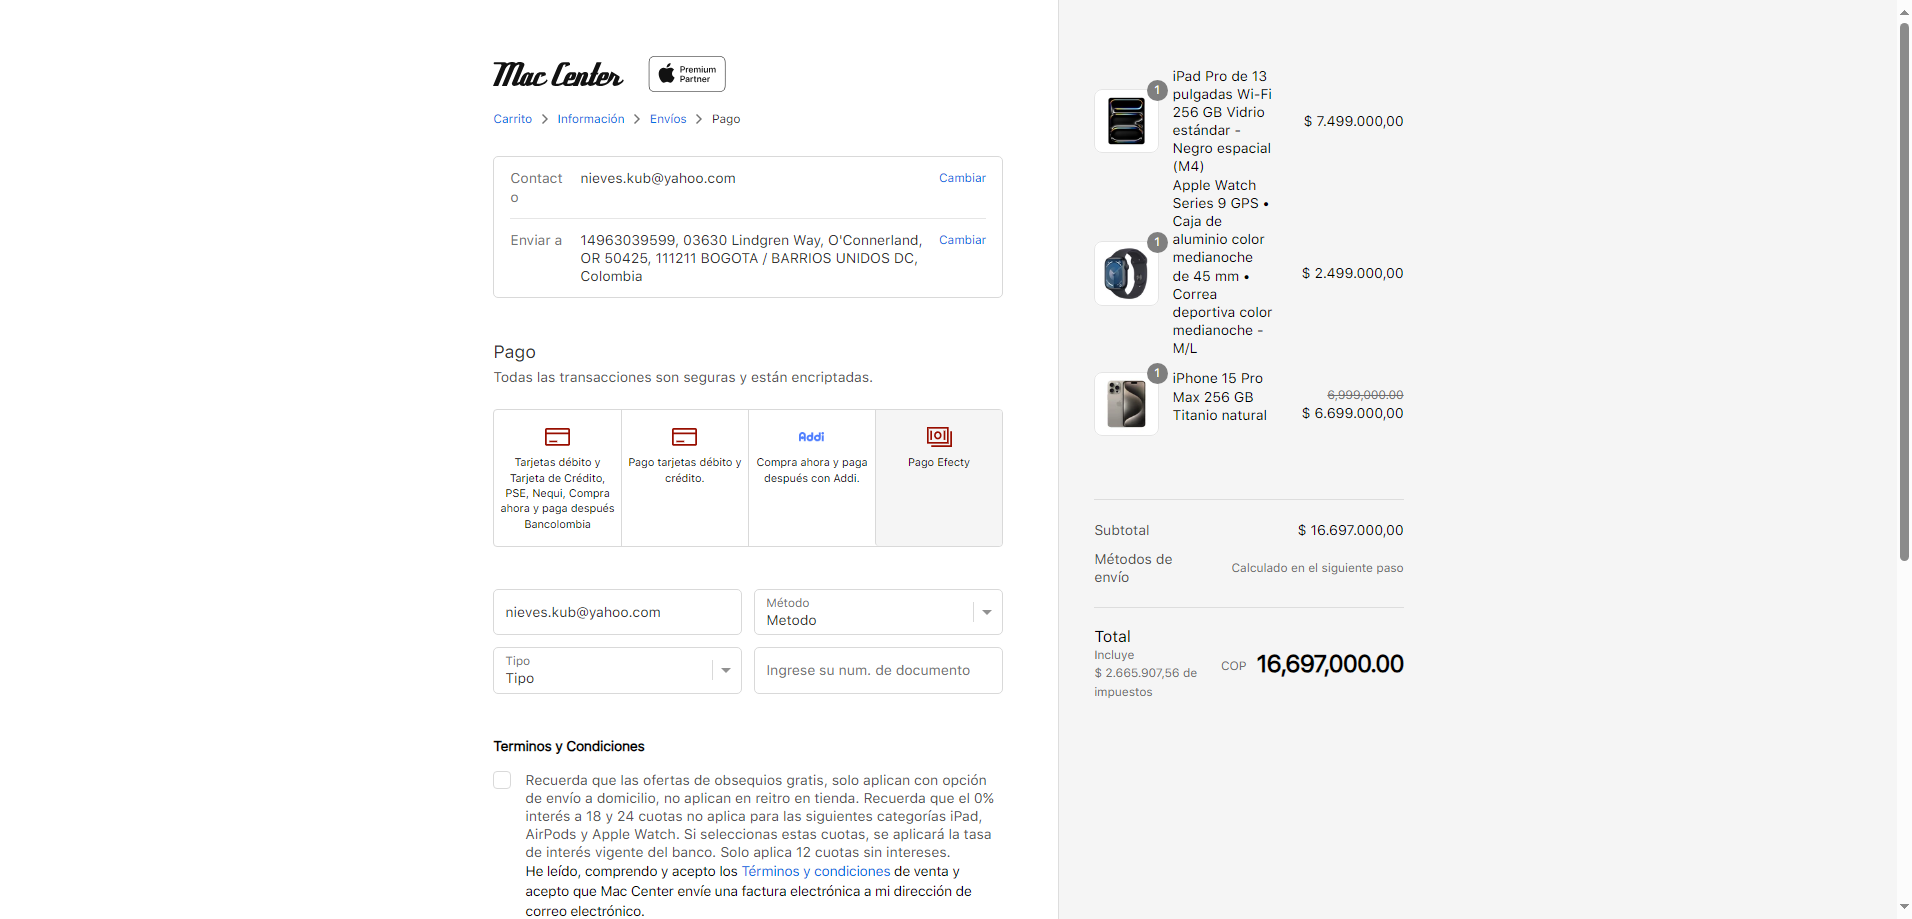 Mac Center
Premium
Partner
Carrito > Información > Envíos > Pago
Contact
o
nieves.kub@yahoo.com
Cambiar
Enviar a
14963039599, 03630 Lindgren Way, O'Connerland,
OR 50425, 111211 BOGOTA / BARRIOS UNIDOS DC,
Colombia
Cambiar
Pago
Todas las transacciones son seguras y están encriptadas.
Tarjetas débito y
Tarjeta de Crédito,
PSE, Nequi, Compra
ahora y paga después
Bancolombia
Pago tarjetas débito y
crédito.
Addi
Compra ahora y paga
después con Addi.
Pago Efecty
nieves.kub@yahoo.com
Método
Metodo
Tipo
Tipo
Ingrese su num. de documento
Terminos y Condiciones
Recuerda que las ofertas de obsequios gratis, solo aplican con opción
de envío a domicilio, no aplican en reitro en tienda. Recuerda que el 0%
interés a 18 y 24 cuotas no aplica para las siguientes categorías iPad,
AirPods y Apple Watch. Si seleccionas estas cuotas, se aplicará la tasa
de interés vigente del banco. Solo aplica 12 cuotas sin intereses.
He leído, comprendo y acepto los Términos y condiciones de venta y
acepto que Mac Center envíe una factura electrónica a mi dirección de
correo electrónico.
1
iPad Pro de 13
pulgadas Wi-Fi
256 GB Vidrio
estándar -
Negro espacial
(M4)
$ 7.499.000,00
1
Apple Watch
Series 9 GPS •
Caja de
aluminio color
medianoche
de 45 mm •
Correa
deportiva color
medianoche -
M/L
$ 2.499.000,00
1
iPhone 15 Pro
Max 256 GB
Titanio natural
6,999,000.00
$ 6.699.000,00
Subtotal
$ 16.697.000,00
Métodos de
envío
Calculado en el siguiente paso
Total
Incluye
$ 2.665.907,56 de
impuestos
COP 16,697,000.00